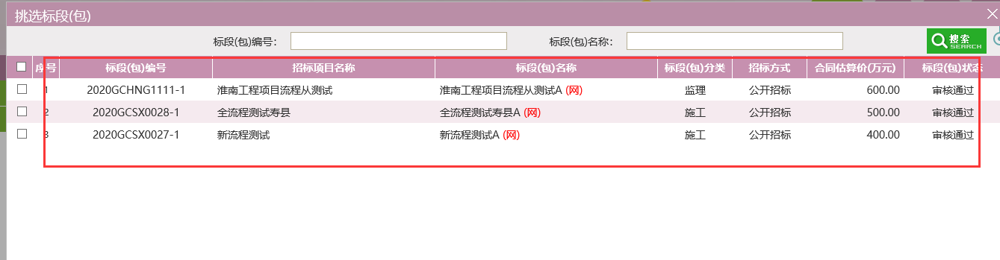 挑选标段(包)
标段(包)编号： 标段(包)名称： 搜索 SEARCH
序号 标段(包)编号 招标项目名称 标段(包)名称 标段(包)分类 招标方式 合同估算价(万元) 标段(包)状态
1 2020GCHNG1111-1 淮南工程项目流程从测试 淮南工程项目流程从测试A (网) 监理 公开招标 600.00 审核通过
2 2020GCSX0028-1 全流程测试寿县 全流程测试寿县A (网) 施工 公开招标 500.00 审核通过
3 2020GCSX0027-1 新流程测试 新流程测试A (网) 施工 公开招标 400.00 审核通过